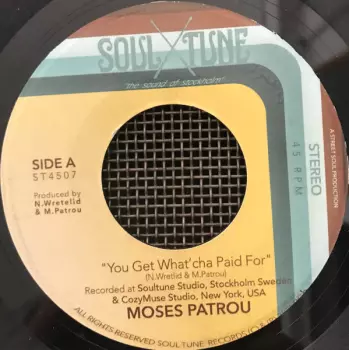 SOUL TUNE
"the sound of stockholm"
SIDE A
ST4507
Produced by
N.Wretelid
& M.Patrou
STEREO
45 RPM
A STREET SOUL PRODUCTION
"You Get What'cha Paid For"
(N.Wretlid & M.Patrou)
Recorded at Soultune Studio, Stockholm Sweden
& CozyMuse Studio, New York, USA
MOSES PATROU
ALL RIGHTS RESERVED SOUL TUNE RECORDS